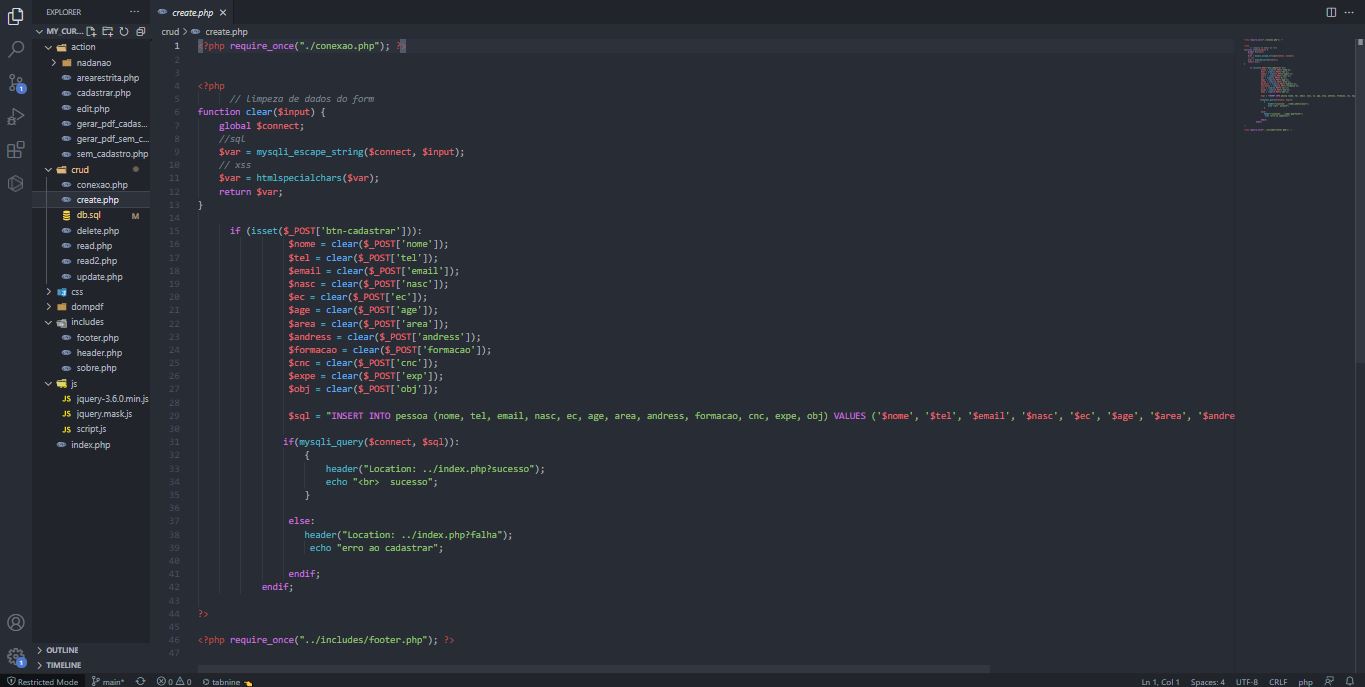 EXPLORER
MY_CUR...
action
nadanao
arearestrita.php
cadastrar.php
edit.php
gerar_pdf_cadas...
gerar_pdf_sem_c...
sem_cadastro.php
crud
conexao.php
create.php
db.sql M
delete.php
read.php
read2.php
update.php
css
dompdf
includes
footer.php
header.php
sobre.php
js
JS jquery-3.6.0.min.js
JS jquery.mask.js
JS script.js
index.php
OUTLINE
TIMELINE
1
1
create.php
crud > create.php
1 <?php require_once("./conexao.php"); ?>
2
3
4 <?php
5 // limpeza de dados do form
6 function clear($input) {
7 global $connect;
8 //sql
9 $var = mysqli_escape_string($connect, $input);
10 // xss
11 $var = htmlspecialchars($var);
12 return $var;
13 }
14
15 if (isset($_POST['btn-cadastrar'])):
16 $nome = clear($_POST['nome']);
17 $tel = clear($_POST['tel']);
18 $email = clear($_POST['email']);
19 $nasc = clear($_POST['nasc']);
20 $ec = clear($_POST['ec']);
21 $age = clear($_POST['age']);
22 $area = clear($_POST['area']);
23 $andress = clear($_POST['andress']);
24 $formacao = clear($_POST['formacao']);
25 $cnc = clear($_POST['cnc']);
26 $expe = clear($_POST['exp']);
27 $obj = clear($_POST['obj']);
28
29 $sql = "INSERT INTO pessoa (nome, tel, email, nasc, ec, age, area, andress, formacao, cnc, expe, obj) VALUES ('$nome', '$tel', '$email', '$nasc', '$ec', '$age', '$area', '$andre
30
31 if(mysqli_query($connect, $sql)):
32 {
33 header("Location: ../index.php?sucesso");
34 echo "<br>  sucesso";
35 }
36
37 else:
38 header("Location: ../index.php?falha");
39 echo "erro ao cadastrar";
40
41 endif;
42 endif;
43
44 ?>
45
46 <?php require_once("../includes/footer.php"); ?>
47
Restricted Mode main* 0 0 tabnine Ln 1, Col 1 Spaces: 4 UTF-8 CRLF php